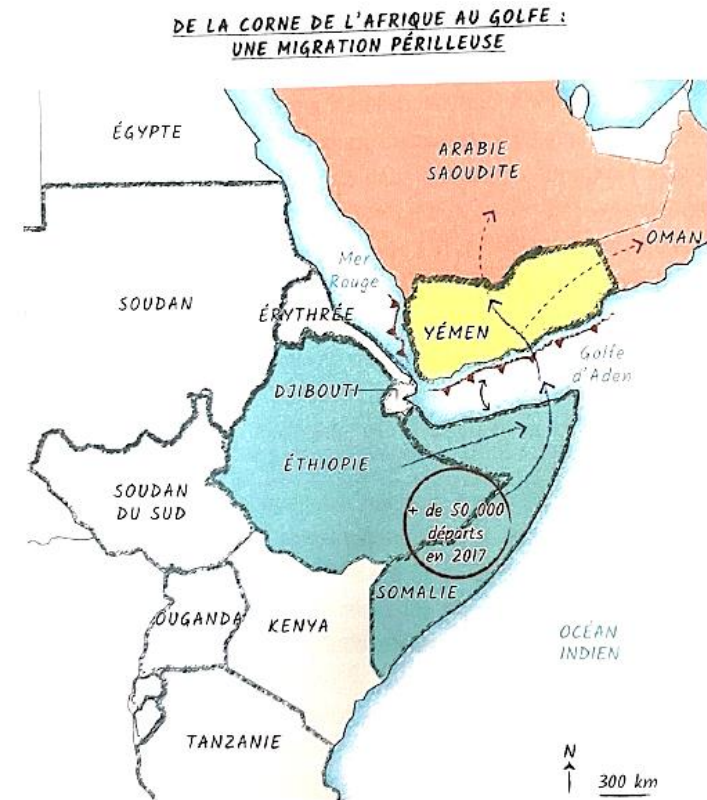 DE LA CORNE DE L'AFRIQUE AU GOLFE :
UNE MIGRATION PÉRILLEUSE
ÉGYPTE
ARABIE
SAOUDITE
OMAN
Mer
Rouge
SOUDAN
ÉRYTHRÉE
YÉMEN
Golfe
d'Aden
DJIBOUTI
ÉTHIOPIE
SOUDAN
DU SUD
+ de 50 000
départs
en 2017
SOMALIE
OUGANDA
KENYA
OCÉAN
INDIEN
TANZANIE
N
300 km